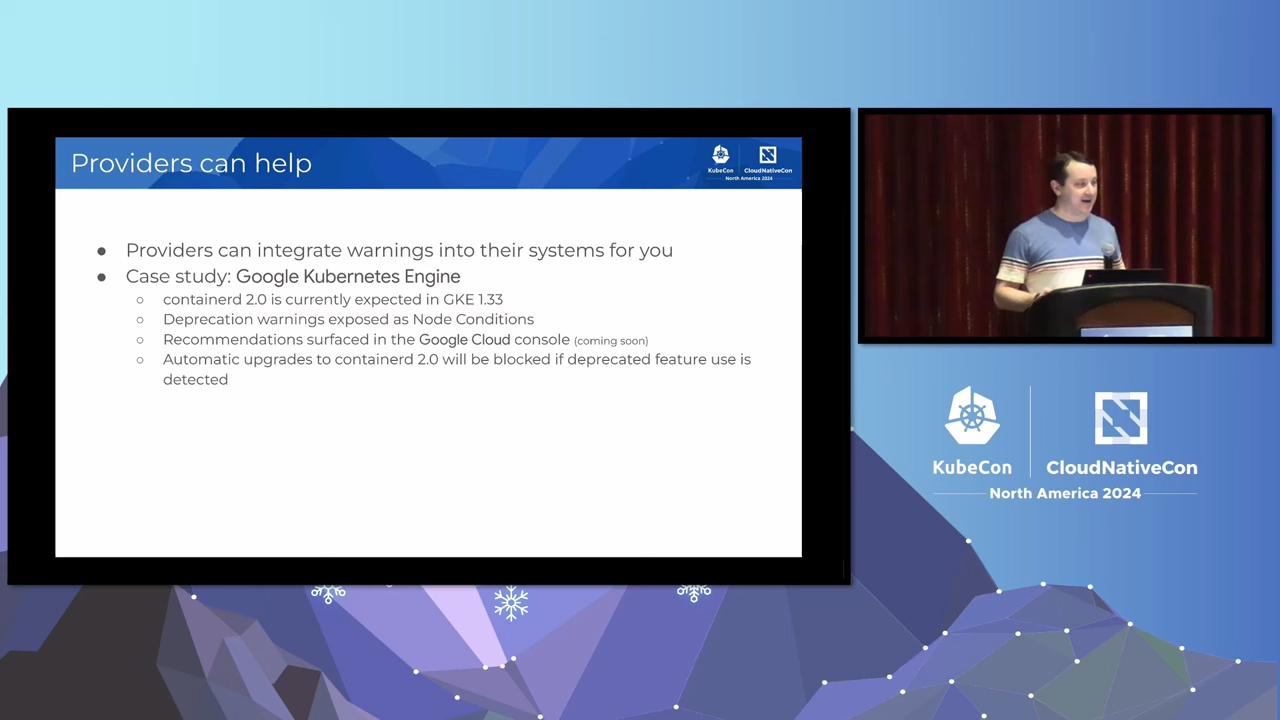 Providers can help
KubeCon
CloudNativeCon
North America 2024
● Providers can integrate warnings into their systems for you
● Case study: Google Kubernetes Engine
○ containerd 2.0 is currently expected in GKE 1.33
○ Deprecation warnings exposed as Node Conditions
○ Recommendations surfaced in the Google Cloud console (coming soon)
○ Automatic upgrades to containerd 2.0 will be blocked if deprecated feature use is
detected
KubeCon
CloudNativeCon
North America 2024